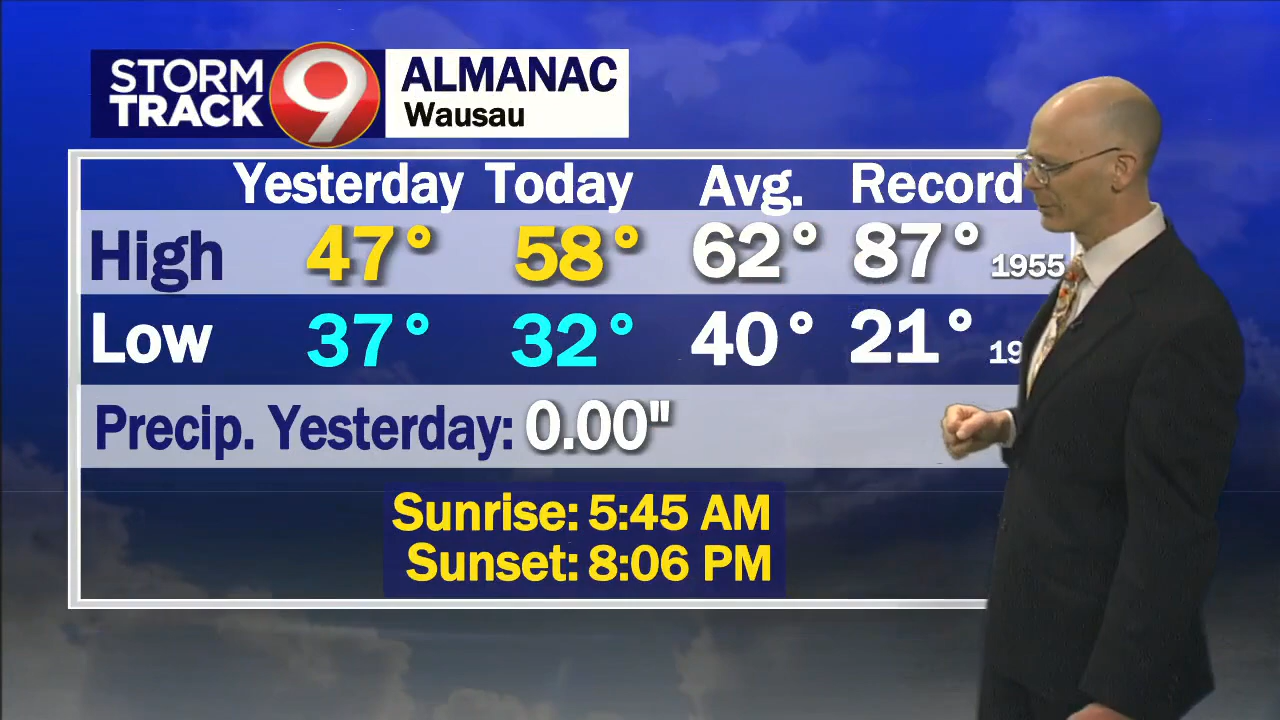 STORM TRACK 9
ALMANAC
Wausau
Yesterday Today Avg. Record
High 47° 58° 62° 87° 1955
Low 37° 32° 40° 21°
Precip. Yesterday: 0.00"
Sunrise: 5:45 AM
Sunset: 8:06 PM